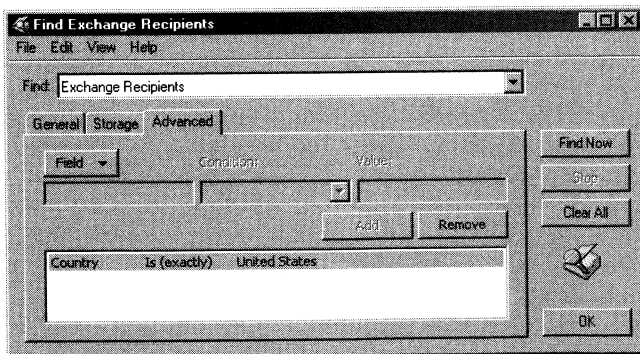 Find Exchange Recipients
File Edit View Help
Find: Exchange Recipients
General Storage Advanced
Field Condition: Value:
Add Remove
Country Is (exactly) United States
Find Now
Stop
Clear All
OK